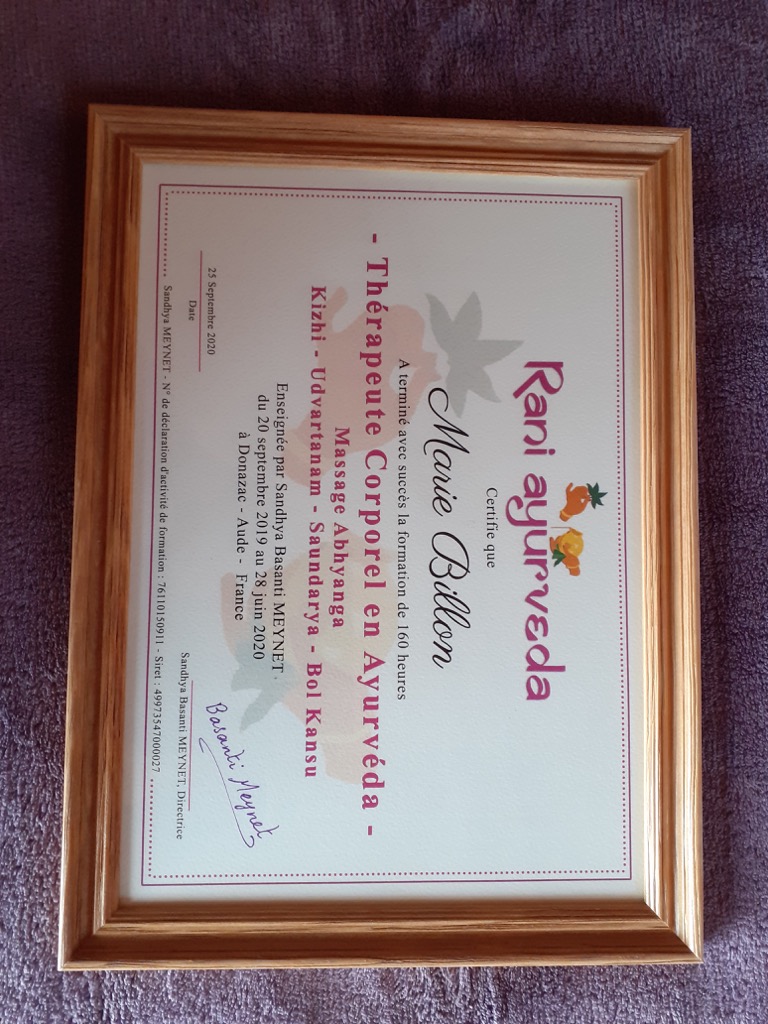 Rani ayurvεda
Certifie que
Marie Billon
A terminé avec succès la formation de 160 heures
- Thérapeute Corporel en Ayurvéda -
Massage Abhyanga
Kizhi - Udvartanam - Saundarya - Bol Kansu
Enseignée par Sandhya Basanti MEYNET
du 20 septembre 2019 au 28 juin 2020
à Donazac - Aude - France
25 Septembre 2020
Date
Basanti Meynet
Sandhya Basanti MEYNET, Directrice
Sandhya MEYNET - N° de déclaration d'activité de formation : 76110150911 - Siret : 49973547000027